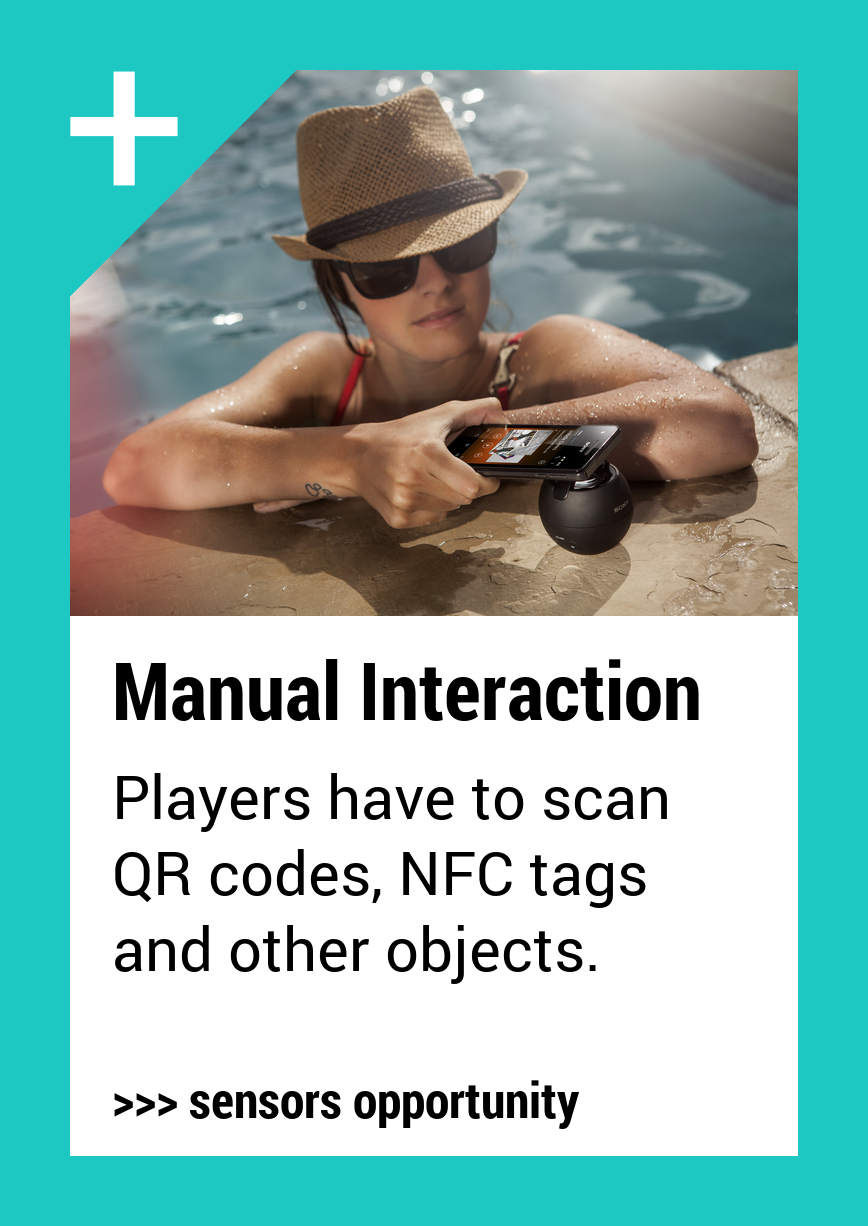 SONY
Manual Interaction
Players have to scan
QR codes, NFC tags
and other objects.
>>> sensors opportunity